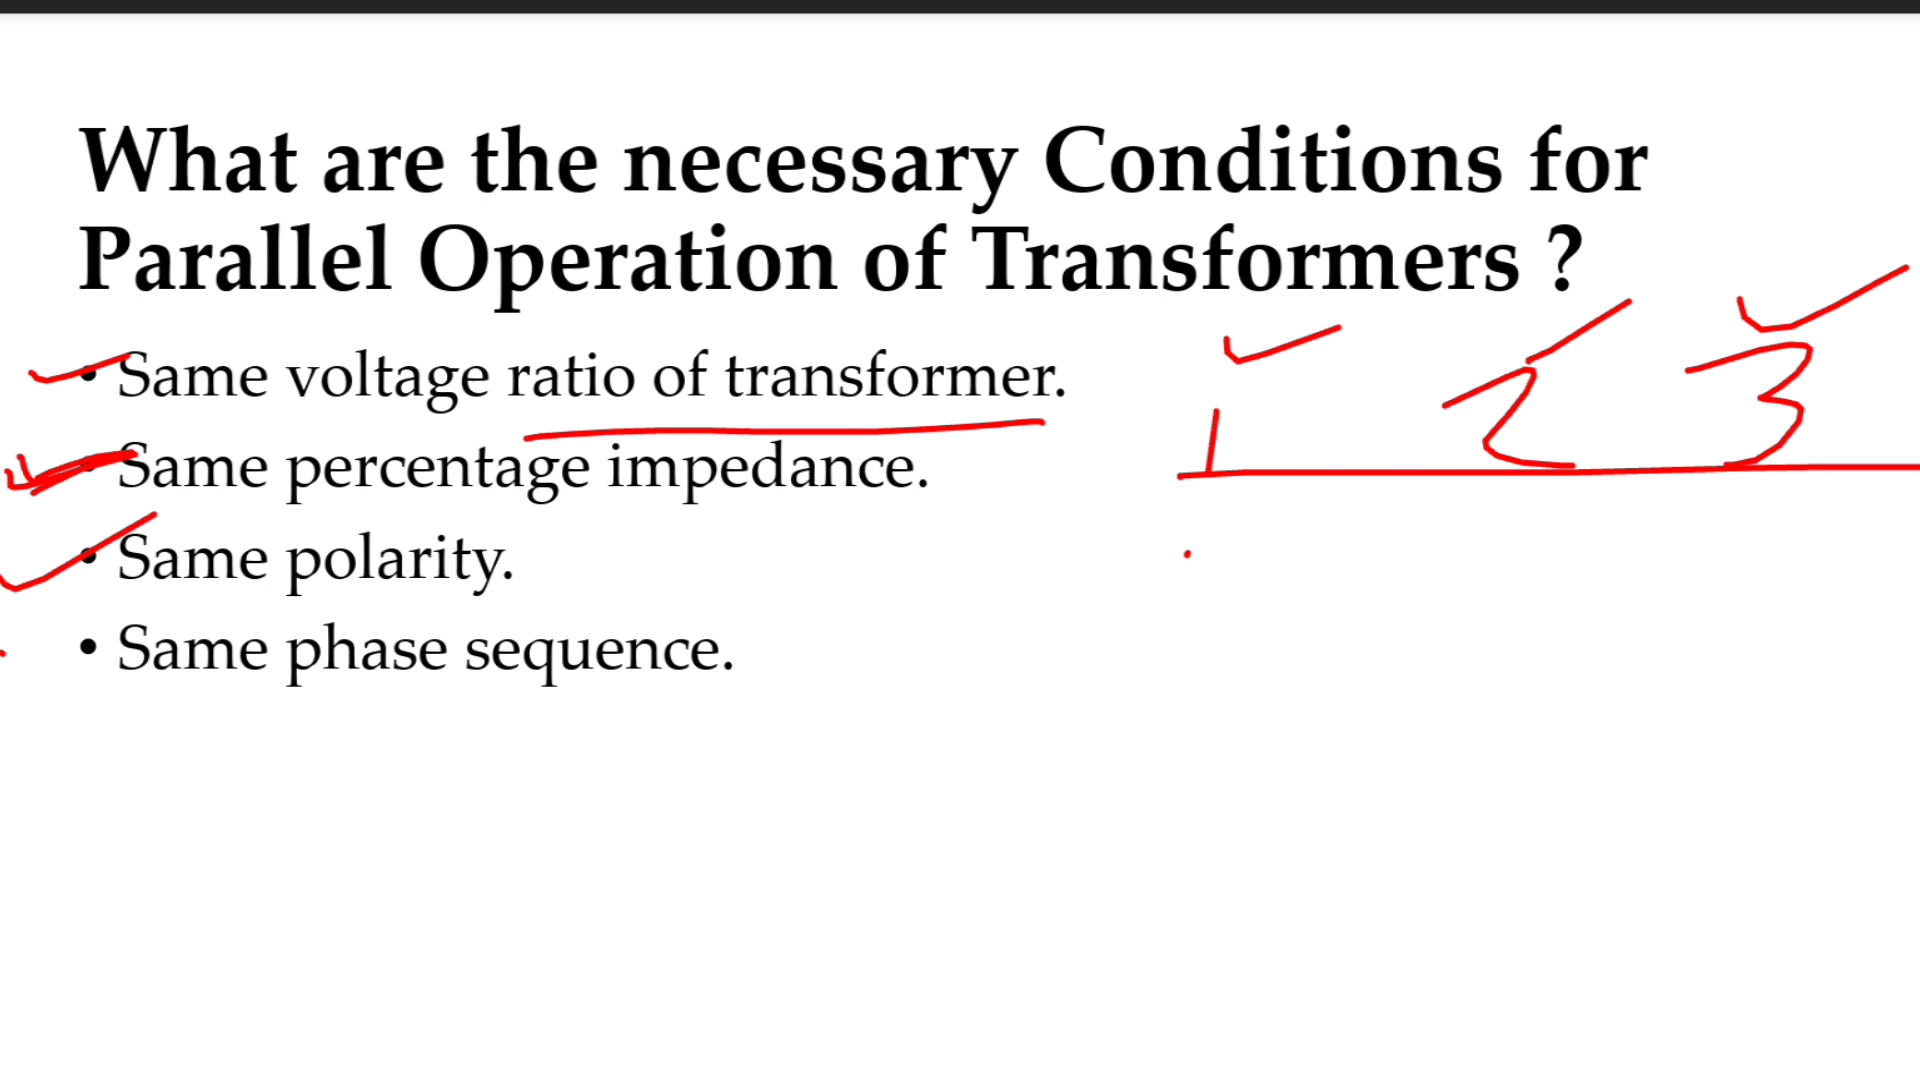 What are the necessary Conditions for
Parallel Operation of Transformers ?
• Same voltage ratio of transformer.
• Same percentage impedance.
• Same polarity.
• Same phase sequence.
1 2 3